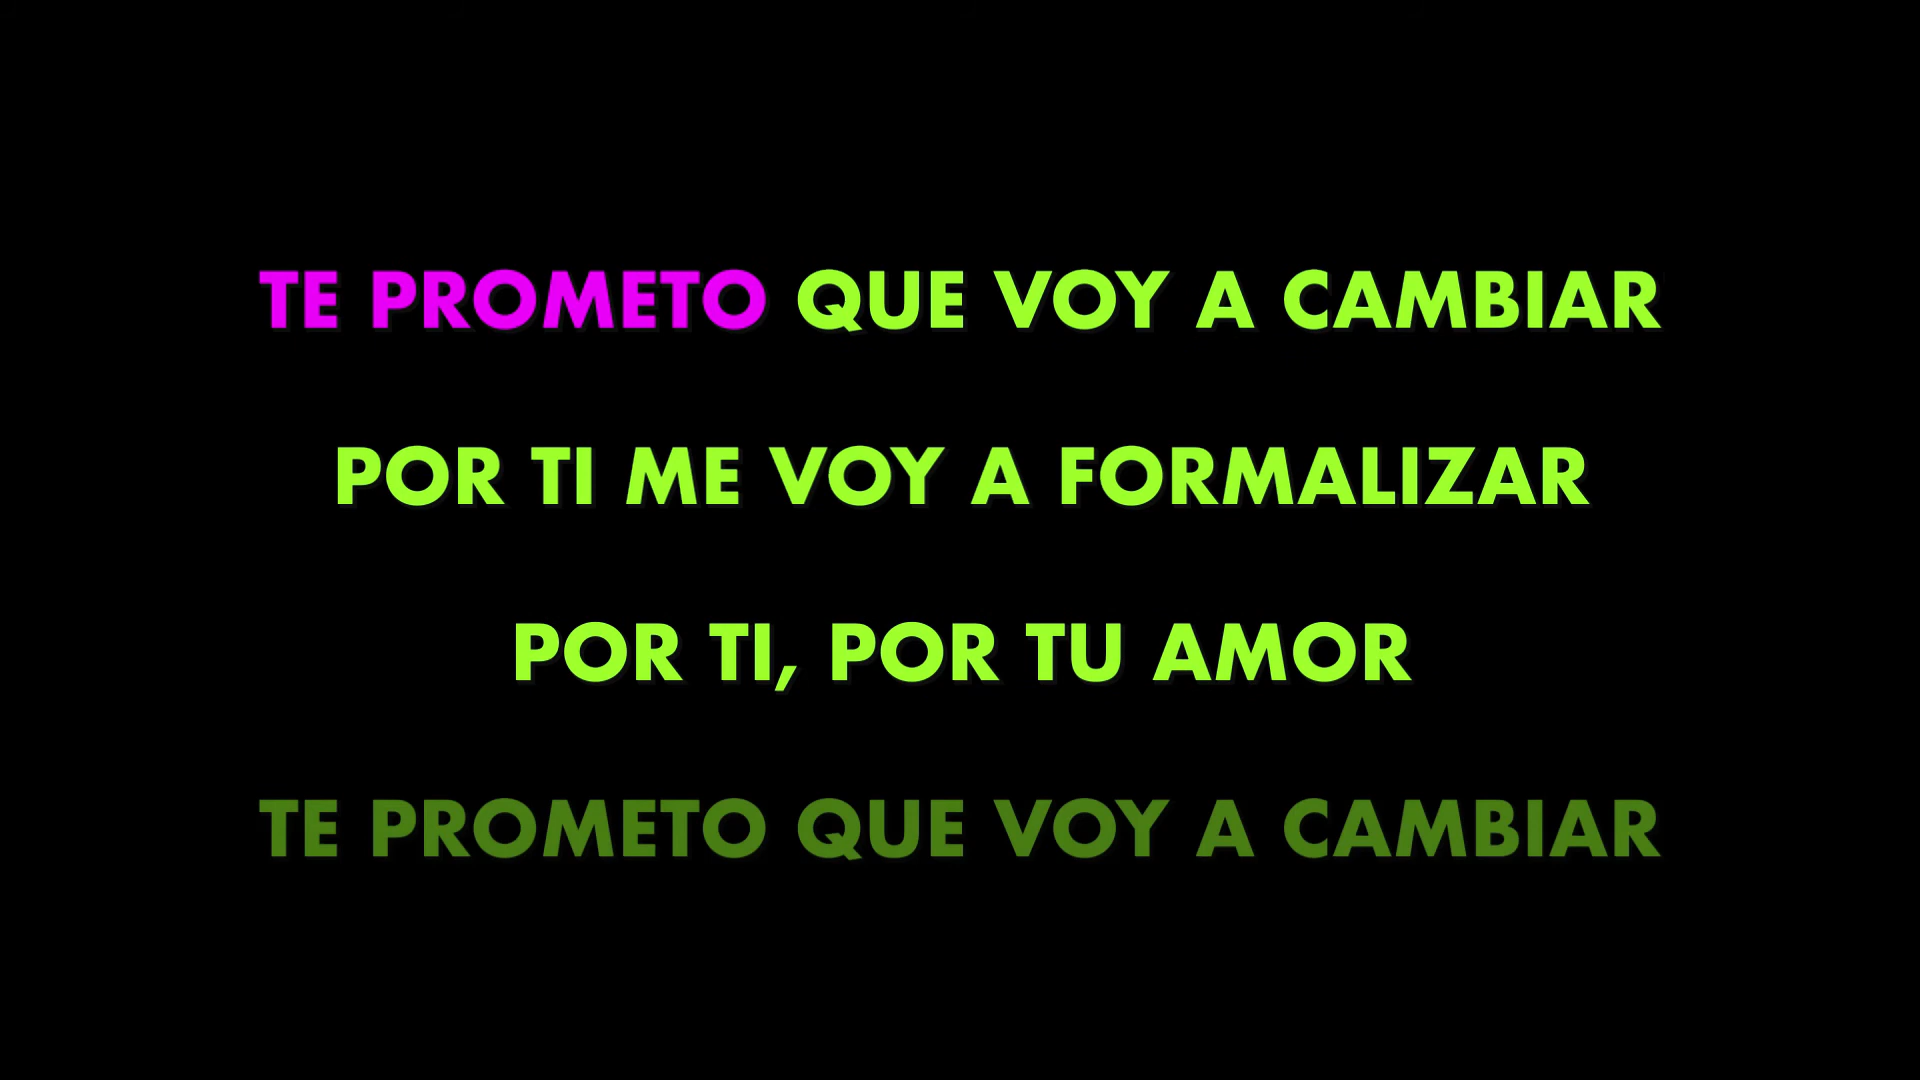 TE PROMETO QUE VOY A CAMBIAR
POR TI ME VOY A FORMALIZAR
POR TI, POR TU AMOR
TE PROMETO QUE VOY A CAMBIAR